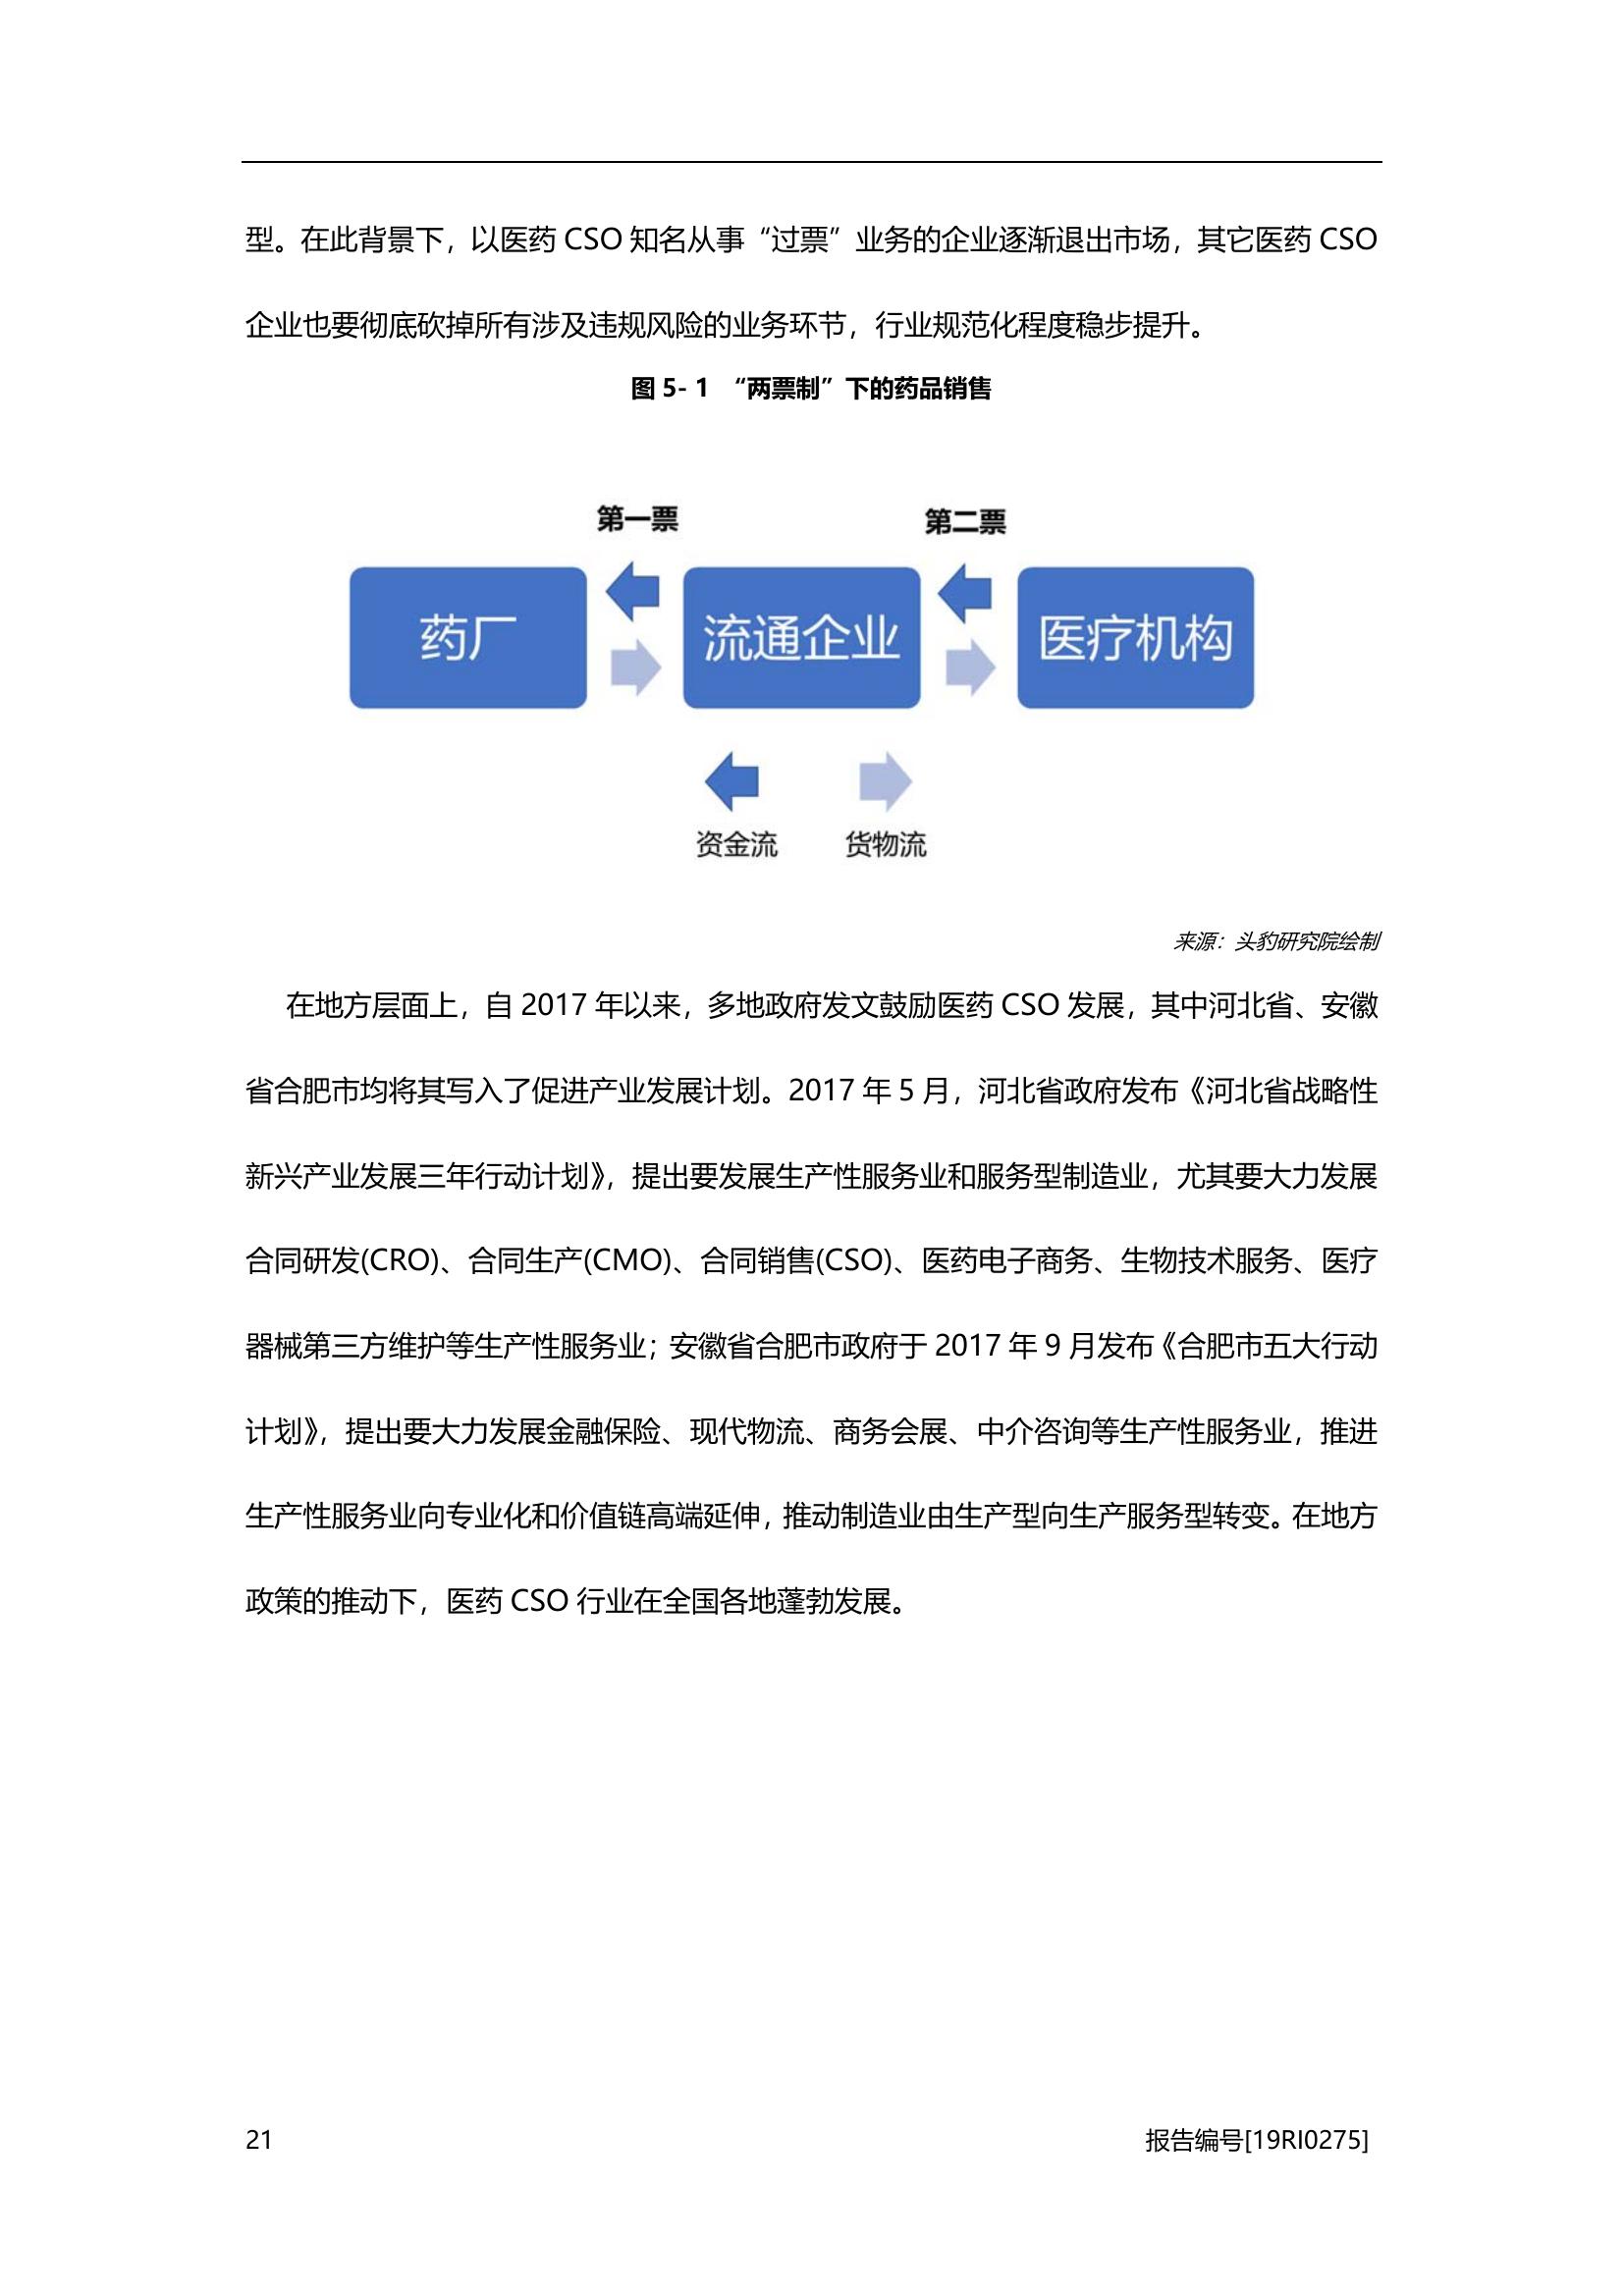 型。在此背景下，以医药 CSO 知名从事“过票”业务的企业逐渐退出市场，其它医药 CSO
企业也要彻底砍掉所有涉及违规风险的业务环节，行业规范化程度稳步提升。
图 5- 1 “两票制”下的药品销售
第一票 第二票
药厂 流通企业 医疗机构
资金流 货物流
来源：头豹研究院绘制
在地方层面上，自 2017 年以来，多地政府发文鼓励医药 CSO 发展，其中河北省、安徽
省合肥市均将其写入了促进产业发展计划。2017 年 5 月，河北省政府发布《河北省战略性
新兴产业发展三年行动计划》，提出要发展生产性服务业和服务型制造业，尤其要大力发展
合同研发(CRO)、合同生产(CMO)、合同销售(CSO)、医药电子商务、生物技术服务、医疗
器械第三方维护等生产性服务业；安徽省合肥市政府于 2017 年 9 月发布《合肥市五大行动
计划》，提出要大力发展金融保险、现代物流、商务会展、中介咨询等生产性服务业，推进
生产性服务业向专业化和价值链高端延伸，推动制造业由生产型向生产服务型转变。在地方
政策的推动下，医药 CSO 行业在全国各地蓬勃发展。
21 报告编号[19RI0275]